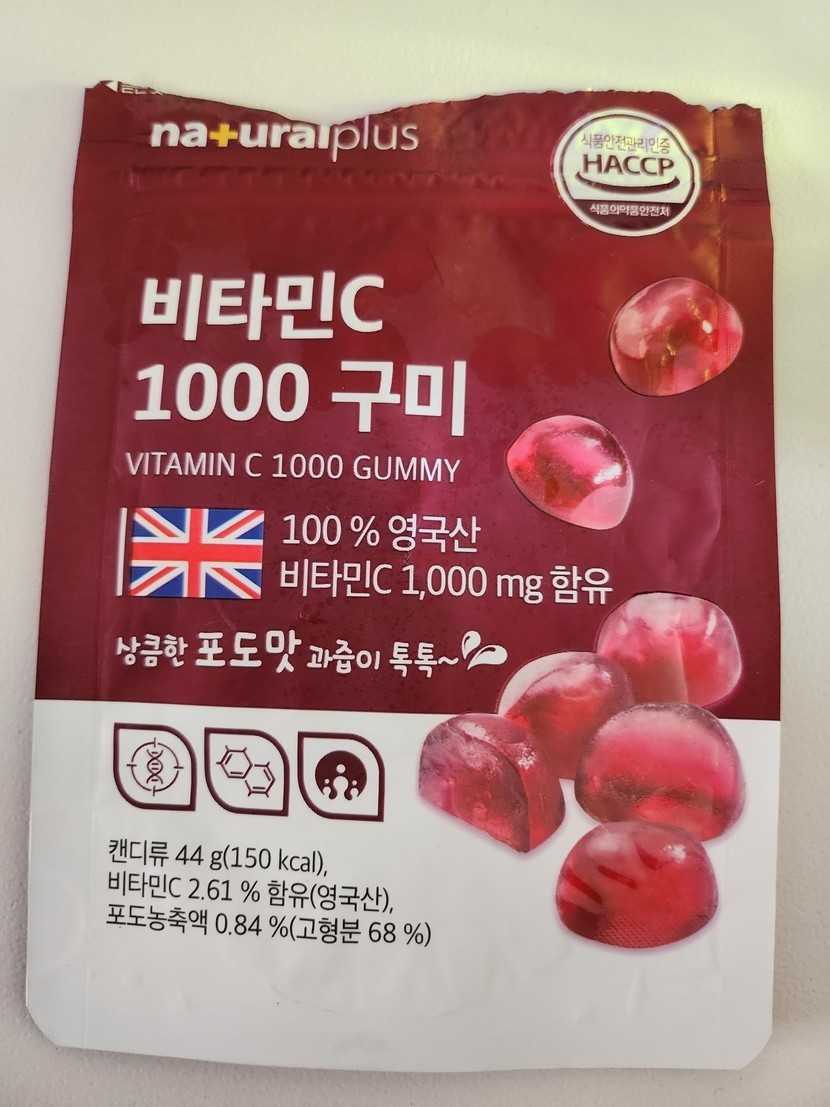 na+uralplus
식품안전관리인증
HACCP
식품의약품안전처
비타민C
1000 구미
VITAMIN C 1000 GUMMY
100 % 영국산
비타민C 1,000 mg 함유
상큼한 포도맛 과즙이 톡톡~
캔디류 44 g(150 kcal),
비타민C 2.61 % 함유(영국산),
포도농축액 0.84 %(고형분 68 %)